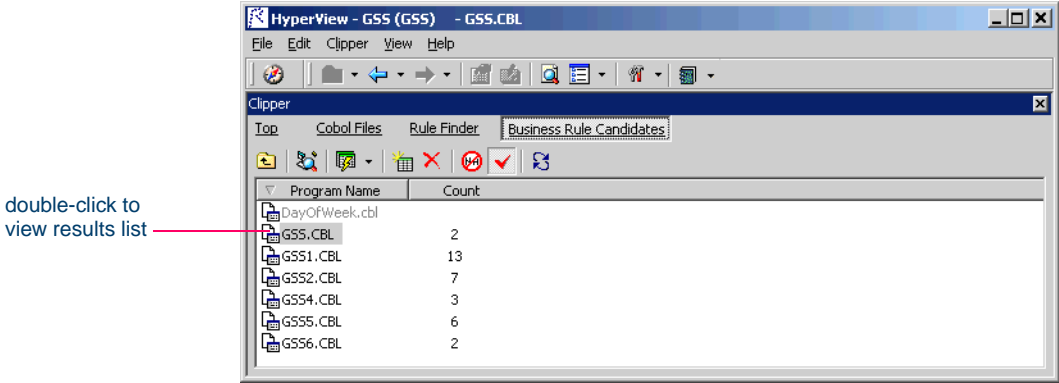 HyperView - GSS (GSS) - GSS.CBL
File Edit Clipper View Help
Clipper
Top Cobol Files Rule Finder Business Rule Candidates
Program Name Count
DayOfWeek.cbl
double-click to
view results list
GSS.CBL 2
GSS1.CBL 13
GSS2.CBL 7
GSS4.CBL 3
GSS5.CBL 6
GSS6.CBL 2